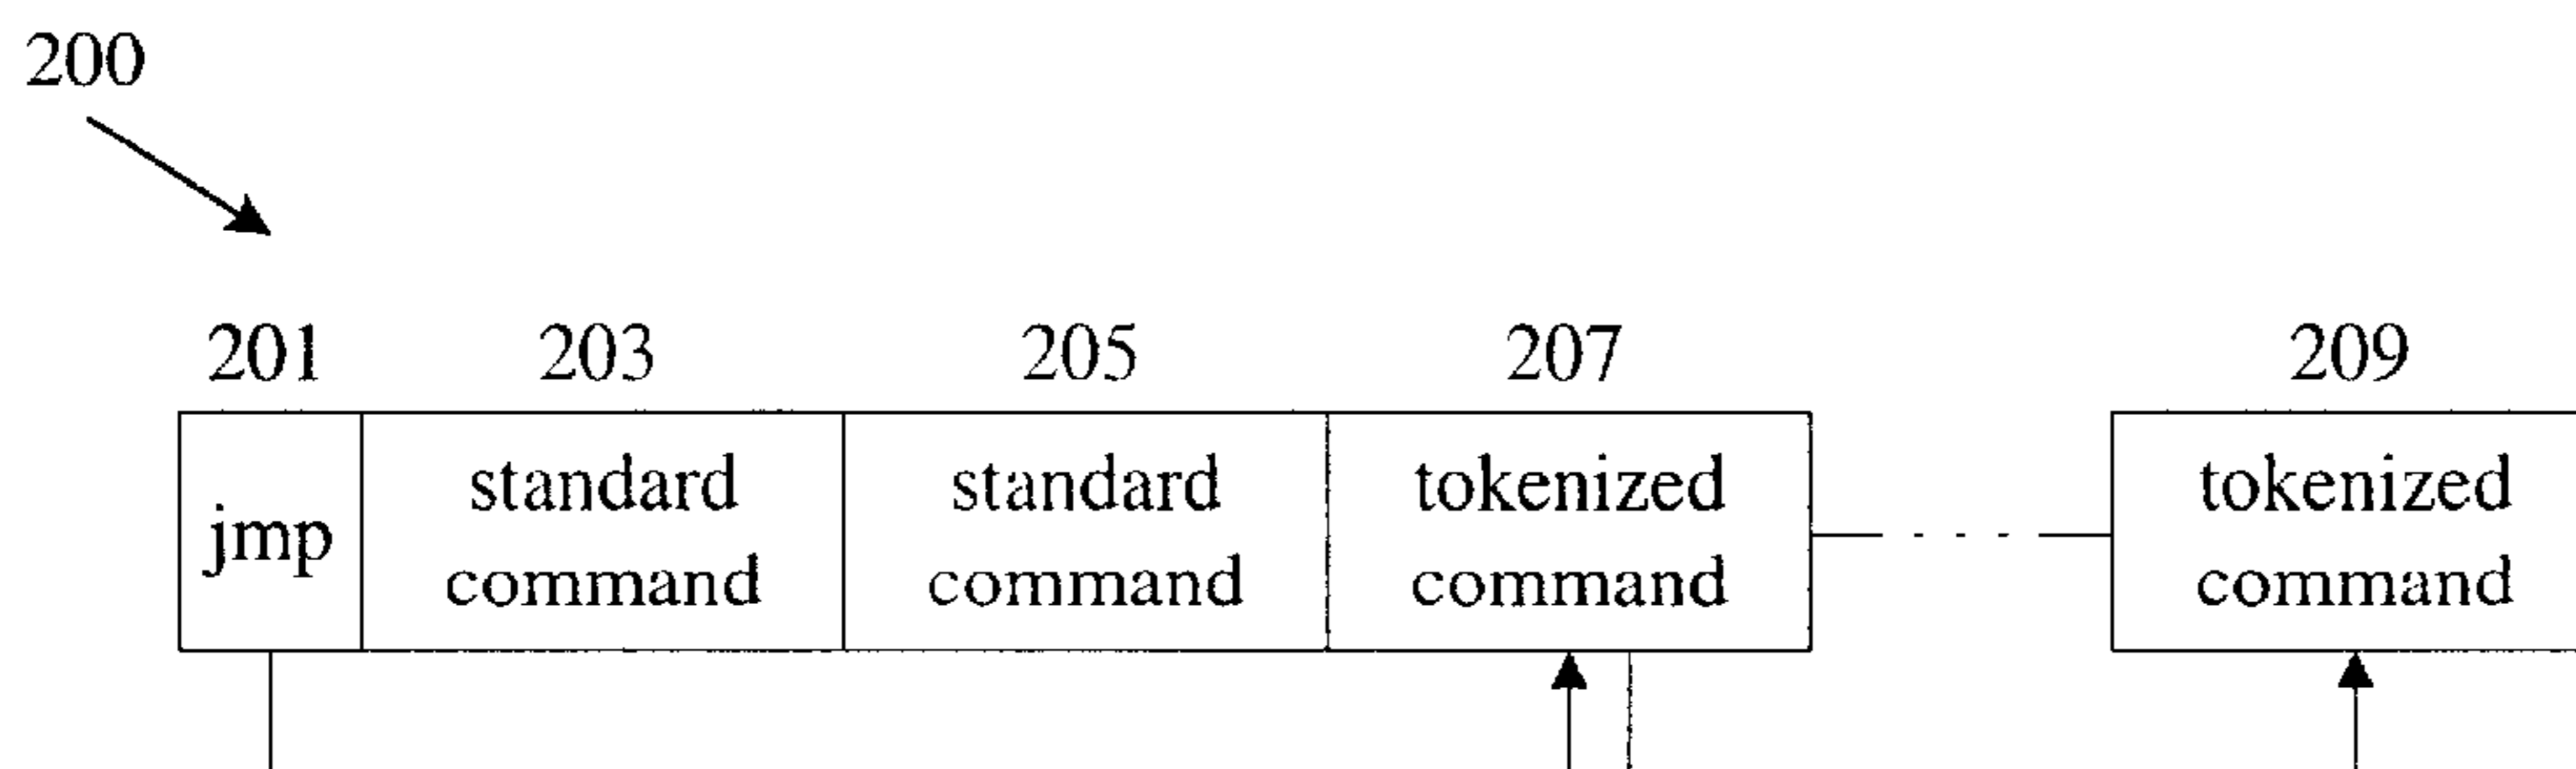 200
201 203 205 207 209
jmp
standard
command
standard
command
tokenized
command
tokenized
command